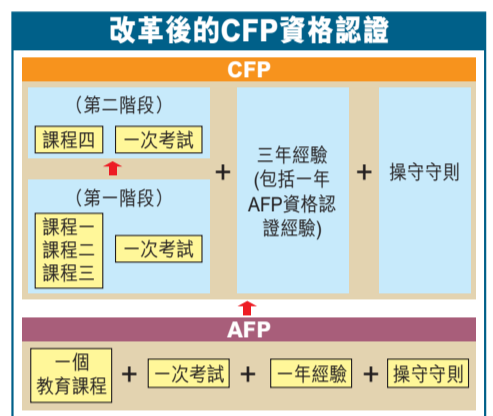 改革後的CFP資格認證
CFP
(第二階段)
課程四 一次考試
(第一階段)
課程一
課程二
課程三
一次考試
+
三年經驗
(包括一年
AFP資格認
證經驗)
+
操守守則
AFP
一個
教育課程
+ 一次考試 + 一年經驗 + 操守守則